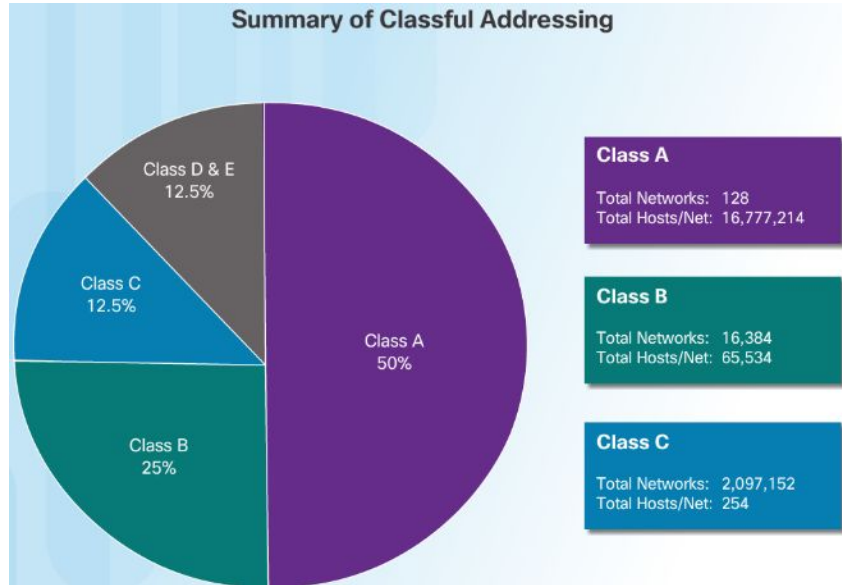 Summary of Classful Addressing
Class D & E
12.5%
Class C
12.5%
Class A
50%
Class B
25%
Class A
Total Networks: 128
Total Hosts/Net: 16,777,214
Class B
Total Networks: 16,384
Total Hosts/Net: 65,534
Class C
Total Networks: 2,097,152
Total Hosts/Net: 254